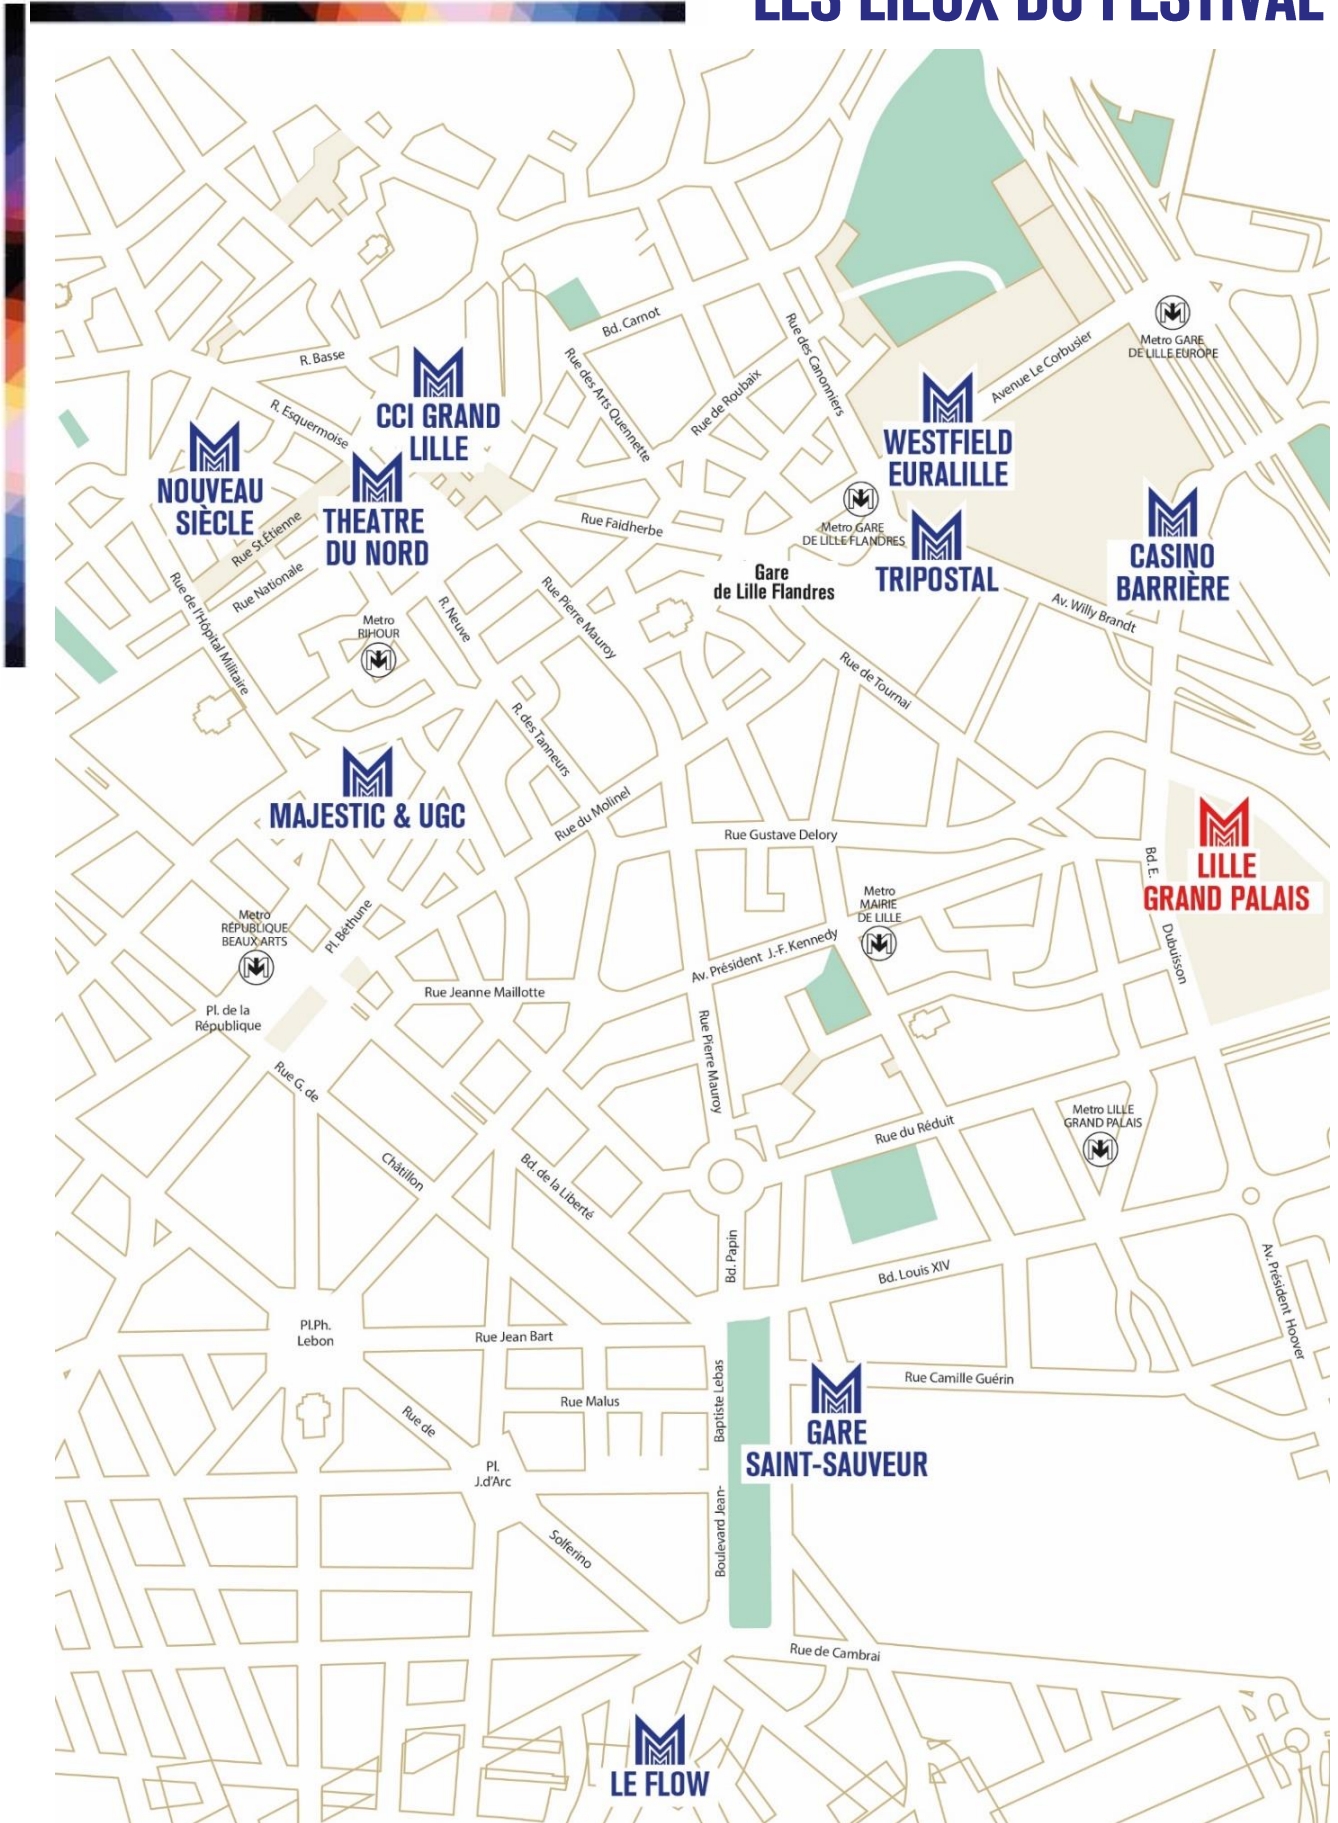 LES LIEUX DU FESTIVAL
Bd. Carnot
Metro GARE
DE LILLE EUROPE
R. Basse
Rue des Canonniers
Rue des Arts Quennette
Rue de Roubaix
Avenue Le Corbusier
CCI GRAND
LILLE
R. Esquermoise
WESTFIELD
EURALILLE
NOUVEAU
SIÈCLE
THEATRE
DU NORD
Rue St.Étienne
Rue Faidherbe
Metro GARE
DE LILLE FLANDRES
TRIPOSTAL
CASINO
BARRIÈRE
Gare
de Lille Flandres
Rue Nationale
Rue de l'Hôpital Militaire
R. Neuve
Rue Pierre Mauroy
Av. Willy Brandt
Metro
RIHOUR
Rue de Tournai
R. des Tanneurs
MAJESTIC & UGC
Rue du Molinel
Rue Gustave Delory
Bd. E.
Dubuisson
LILLE
GRAND PALAIS
Metro
MAIRIE
DE LILLE
Metro
RÉPUBLIQUE
BEAUX ARTS
Pl. Béthune
Av. Président J.-F. Kennedy
Rue Jeanne Maillotte
Pl. de la
République
Rue Pierre Mauroy
Rue G. de
Châtillon
Metro LILLE
GRAND PALAIS
Rue du Réduit
Bd. de la Liberté
Bd. Papin
Bd. Louis XIV
Av. Président Hoover
Pl.Ph.
Lebon
Rue Jean Bart
Rue Camille Guérin
Rue Malus
Boulevard Jean-
Baptiste Lebas
GARE
SAINT-SAUVEUR
Rue de
Solferino
Pl.
J.d'Arc
Rue de Cambrai
LE FLOW